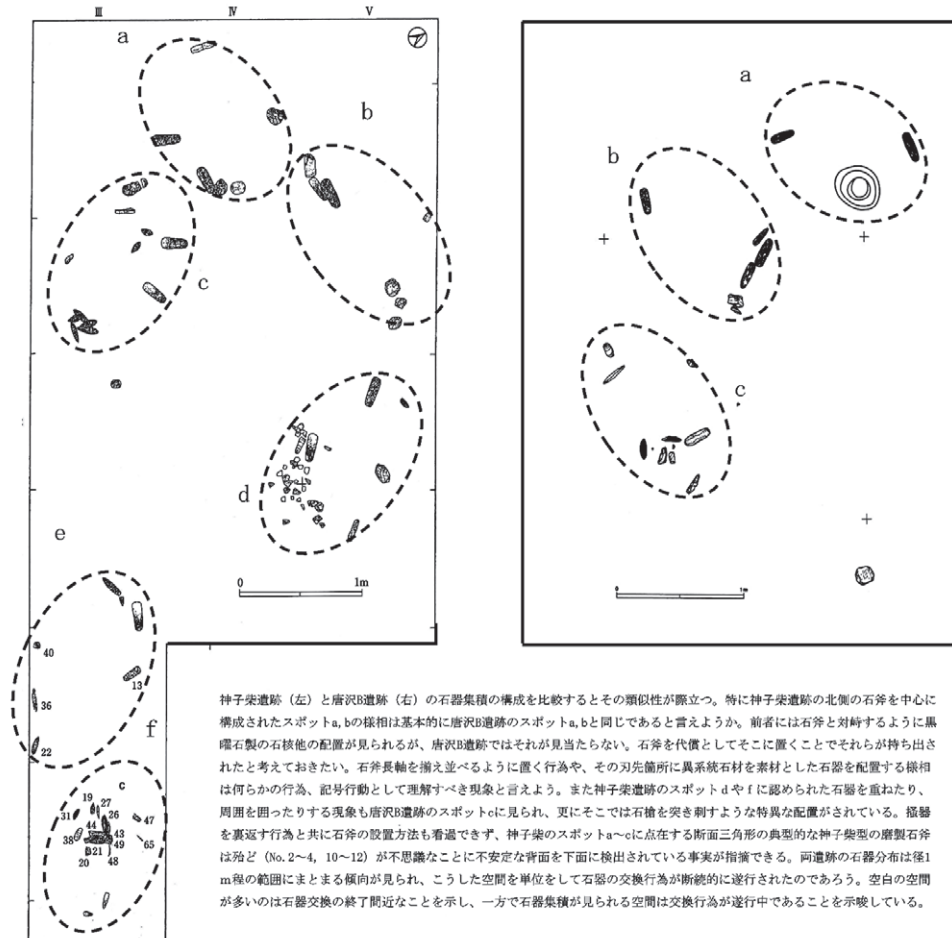 Ⅲ Ⅳ Ⅴ
a
b
c
d
e
f
0 1m
40
13
36
22
c
19
27
31
26
47
44
43
38
49
65
21
20
48
a
b
c
0 1m
神子柴遺跡（左）と唐沢B遺跡（右）の石器集積の構成を比較するとその類似性が際立つ。特に神子柴遺跡の北側の石斧を中心に
構成されたスポットa, bの様相は基本的に唐沢B遺跡のスポットa, bと同じであると言えようか。前者には石斧と対峙するように黒
曜石製の石核他の配置が見られるが、唐沢B遺跡ではそれが見当たらない。石斧を代償としてそこに置くことでそれらが持ち出さ
れたと考えておきたい。石斧長軸を揃え並べるように置く行為や、その刃先箇所に異系統石材を素材とした石器を配置する様相
は何らかの行為、記号行動として理解すべき現象と言えよう。また神子柴遺跡のスポットdやfに認められた石器を重ねたり、
周囲を囲ったりする現象も唐沢B遺跡のスポットcに見られ、更にそこでは石槍を突き刺すような特異な配置がされている。掻器
を裏返す行為と共に石斧の設置方法も看過できず、神子柴のスポットa～cに点在する断面三角形の典型的な神子柴型の磨製石斧
は殆ど（No. 2～4, 10～12）が不思議なことに不安定な背面を下面に検出されている事実が指摘できる。両遺跡の石器分布は径1
m程の範囲にまとまる傾向が見られ、こうした空間を単位をして石器の交換行為が断続的に遂行されたのであろう。空白の空間
が多いのは石器交換の終了間近なことを示し、一方で石器集積が見られる空間は交換行為が遂行中であることを示唆している。